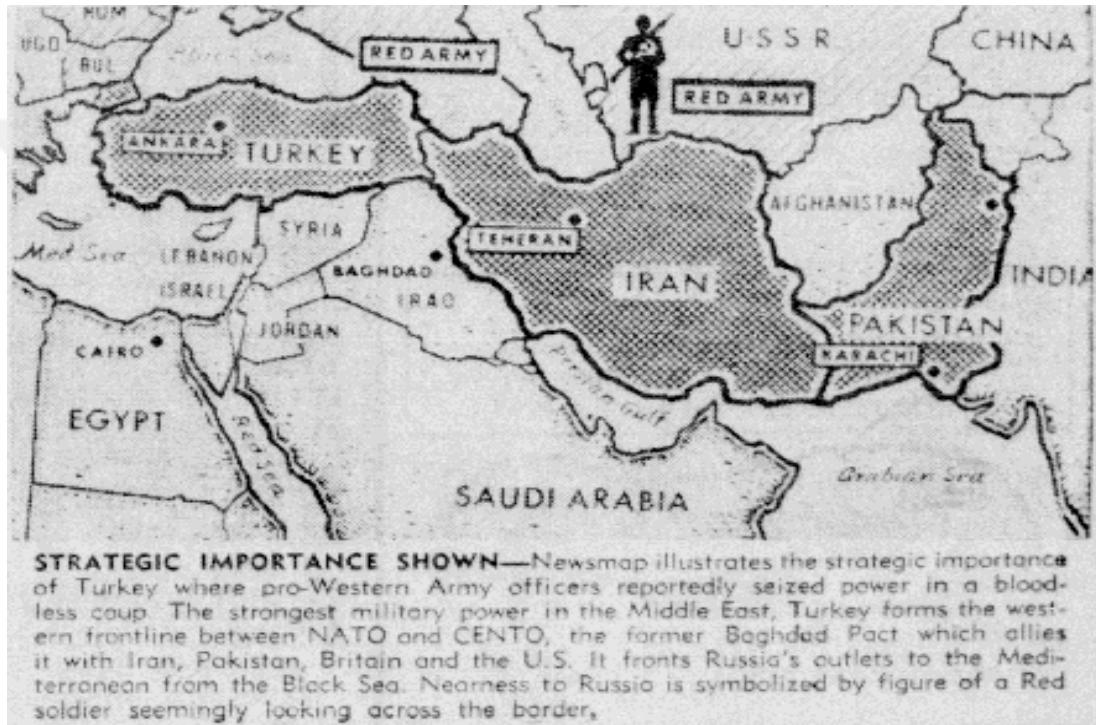 RUM
UGO
BUL
Black Sea
RED ARMY
U·S·S·R
CHINA
RED ARMY
ANKARA
TURKEY
AFGHANISTAN
SYRIA
TEHERAN
Med Sea
LEBANON
BAGHDAD
IRAN
INDIA
ISRAEL
IRAQ
JORDAN
PAKISTAN
CAIRO
KARACHI
Persian Gulf
EGYPT
Red Sea
Arabian Sea
SAUDI ARABIA
STRATEGIC IMPORTANCE SHOWN—Newsmap illustrates the strategic importance
of Turkey where pro-Western Army officers reportedly seized power in a blood-
less coup. The strongest military power in the Middle East, Turkey forms the west-
ern frontline between NATO and CENTO, the former Baghdad Pact which allies
it with Iran, Pakistan, Britain and the U.S. It fronts Russia's outlets to the Medi-
terranean from the Black Sea. Nearness to Russia is symbolized by figure of a Red
soldier seemingly looking across the border.